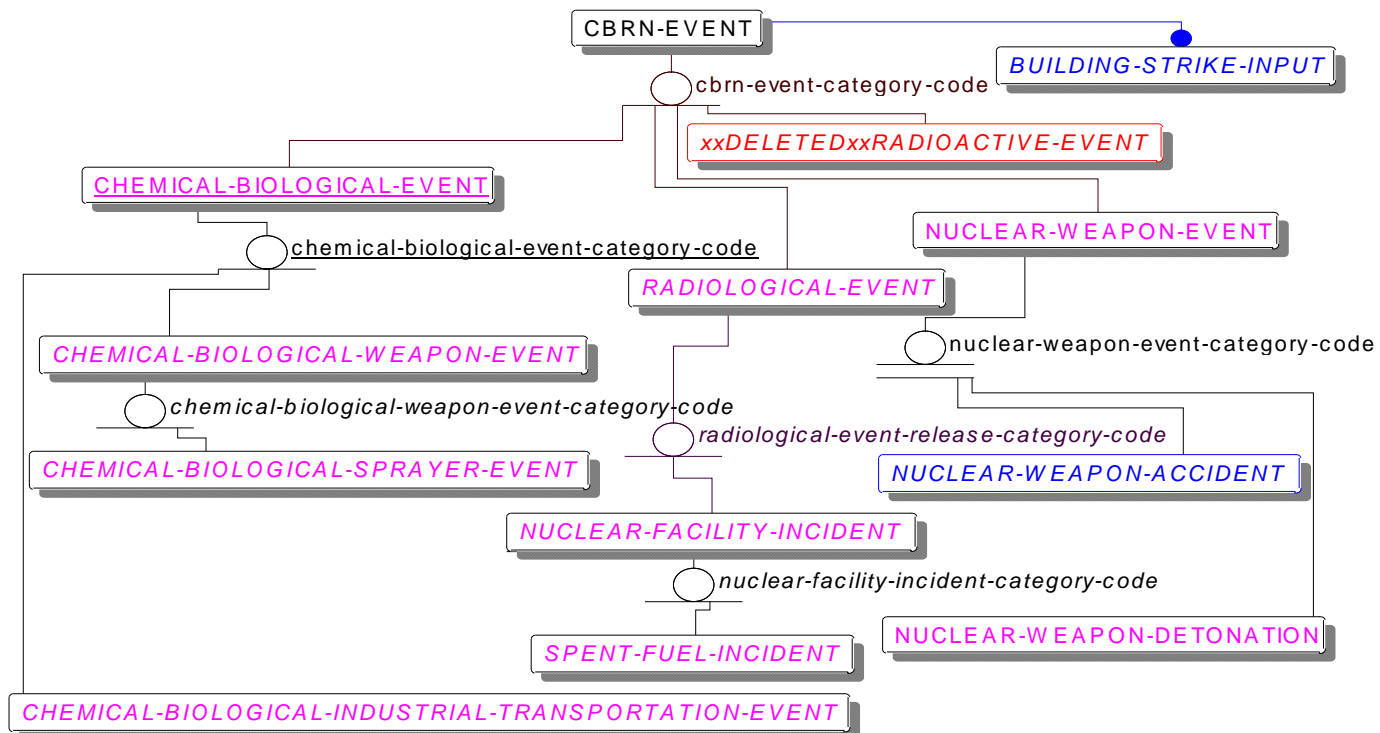 CBRN-EVENT
BUILDING-STRIKE-INPUT
cbrn-event-category-code
xxDELETEDxxRADIOACTIVE-EVENT
CHEMICAL-BIOLOGICAL-EVENT
NUCLEAR-WEAPON-EVENT
chemical-biological-event-category-code
RADIOLOGICAL-EVENT
CHEMICAL-BIOLOGICAL-WEAPON-EVENT
nuclear-weapon-event-category-code
chemical-biological-weapon-event-category-code
radiological-event-release-category-code
CHEMICAL-BIOLOGICAL-SPRAYER-EVENT
NUCLEAR-WEAPON-ACCIDENT
NUCLEAR-FACILITY-INCIDENT
nuclear-facility-incident-category-code
NUCLEAR-WEAPON-DETONATION
SPENT-FUEL-INCIDENT
CHEMICAL-BIOLOGICAL-INDUSTRIAL-TRANSPORTATION-EVENT